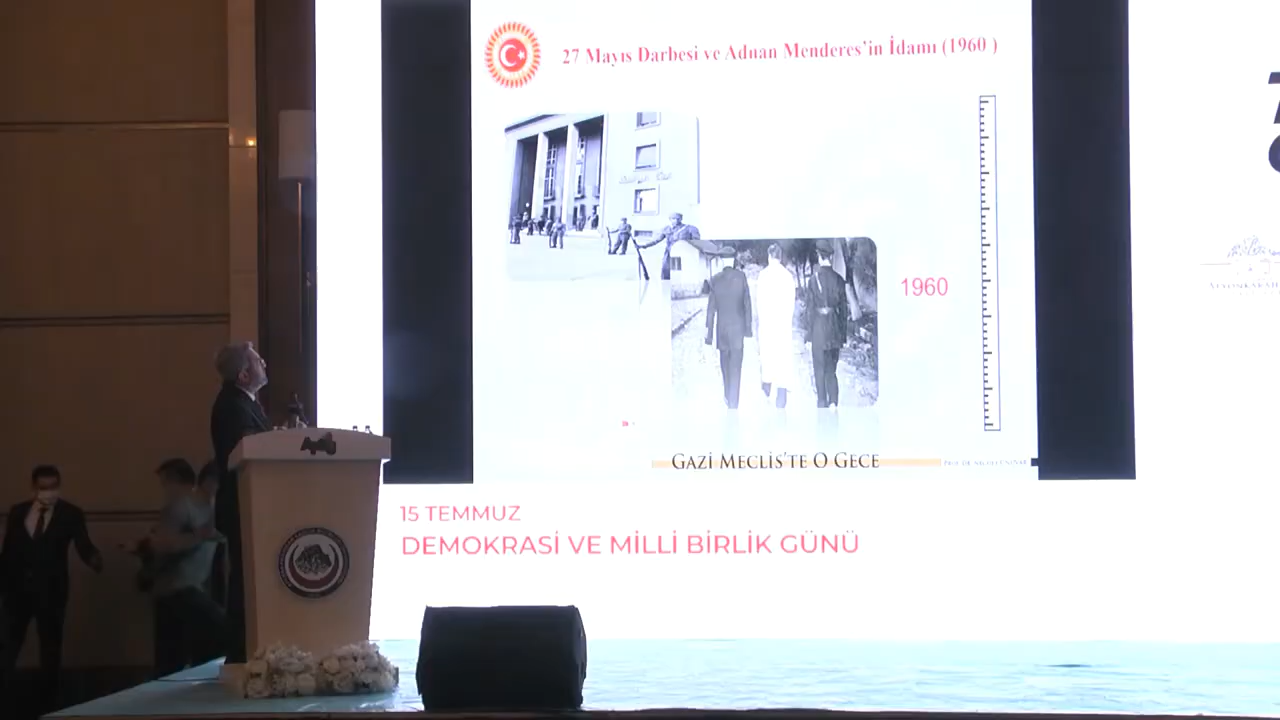 27 Mayıs Darbesi ve Adnan Menderes'in İdamı (1960 )
1960
GAZİ MECLİS'TE O GECE
15 TEMMUZ
DEMOKRASİ VE MİLLİ BİRLİK GÜNÜ